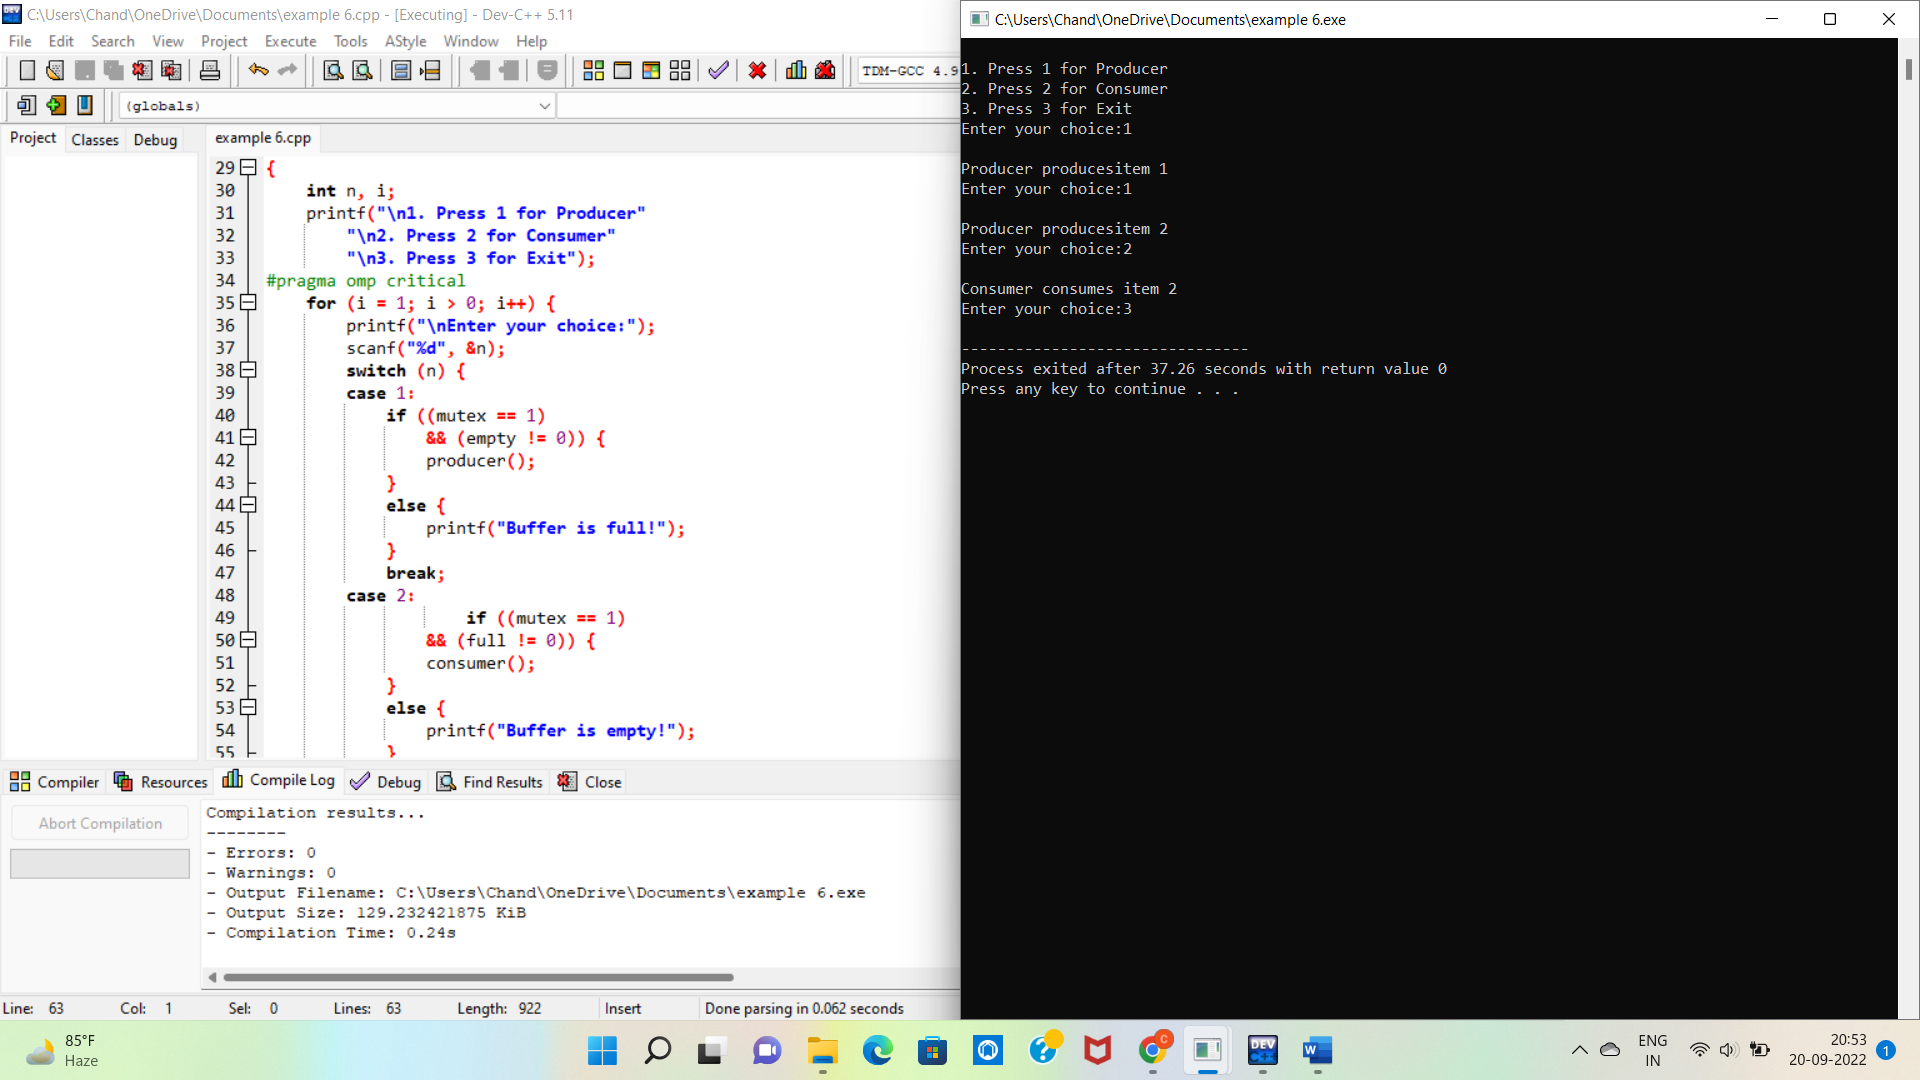 C:\Users\Chand\OneDrive\Documents\example 6.cpp - [Executing] - Dev-C++ 5.11
File Edit Search View Project Execute Tools AStyle Window Help
TDM-GCC 4.9
(globals)
Project Classes Debug
example 6.cpp
29 {
30 int n, i;
31 printf("\n1. Press 1 for Producer"
32 "\n2. Press 2 for Consumer"
33 "\n3. Press 3 for Exit");
34 #pragma omp critical
35 for (i = 1; i > 0; i++) {
36 printf("\nEnter your choice:");
37 scanf("%d", &n);
38 switch (n) {
39 case 1:
40 if ((mutex == 1)
41 && (empty != 0)) {
42 producer();
43 }
44 else {
45 printf("Buffer is full!");
46 }
47 break;
48 case 2:
49 if ((mutex == 1)
50 && (full != 0)) {
51 consumer();
52 }
53 else {
54 printf("Buffer is empty!");
55 }
Compiler Resources Compile Log Debug Find Results Close
Abort Compilation
Compilation results...
--------
- Errors: 0
- Warnings: 0
- Output Filename: C:\Users\Chand\OneDrive\Documents\example 6.exe
- Output Size: 129.232421875 KiB
- Compilation Time: 0.24s
Line: 63 Col: 1 Sel: 0 Lines: 63 Length: 922 Insert Done parsing in 0.062 seconds
C:\Users\Chand\OneDrive\Documents\example 6.exe
1. Press 1 for Producer
2. Press 2 for Consumer
3. Press 3 for Exit
Enter your choice:1
Producer producesitem 1
Enter your choice:1
Producer producesitem 2
Enter your choice:2
Consumer consumes item 2
Enter your choice:3
--------------------------------
Process exited after 37.26 seconds with return value 0
Press any key to continue . . .
85°F
Haze
C
DEV
C++
W
ENG
IN
20:53
20-09-2022
1